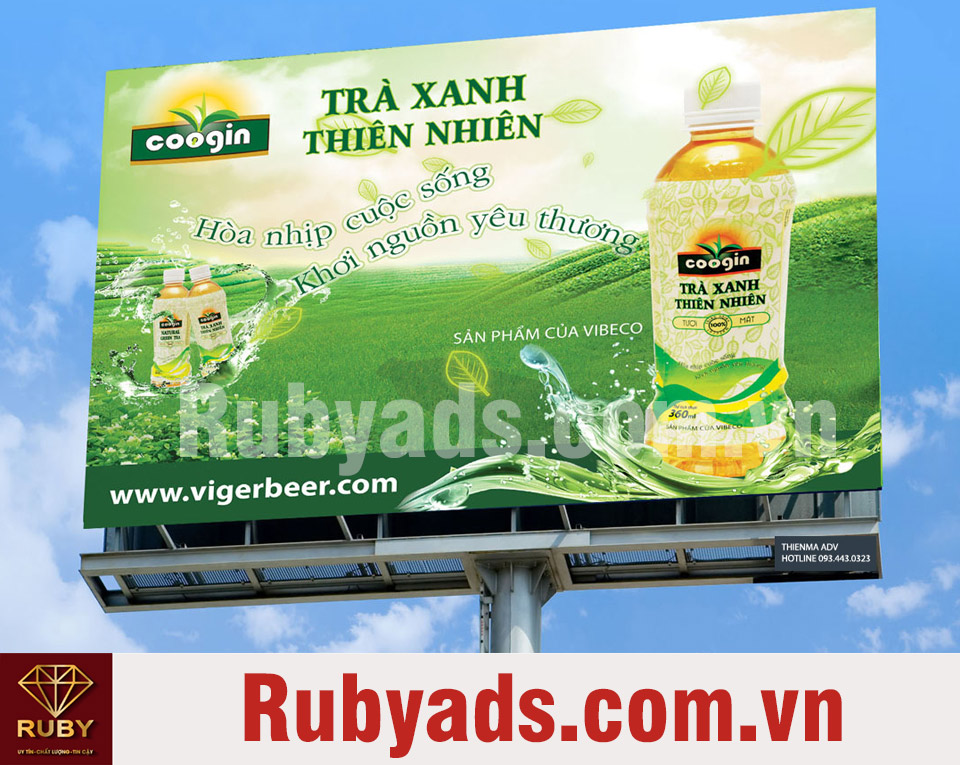 coogin
TRÀ XANH
THIÊN NHIÊN
Hòa nhịp cuộc sống
Khơi nguồn yêu thương
coogin
NATURAL
GREEN TEA
coogin
TRÀ XANH
THIÊN NHIÊN
SẢN PHẨM CỦA VIBECO
coogin
TRÀ XANH
THIÊN NHIÊN
TƯƠI 100% MÁT
360ml
SẢN PHẨM CỦA VIBECO
Rubyads.com.vn
www.vigerbeer.com
THIENMA ADV
HOTLINE 093.443.0323
RUBY
UY TÍN - CHẤT LƯỢNG - TIN CẬY
Rubyads.com.vn